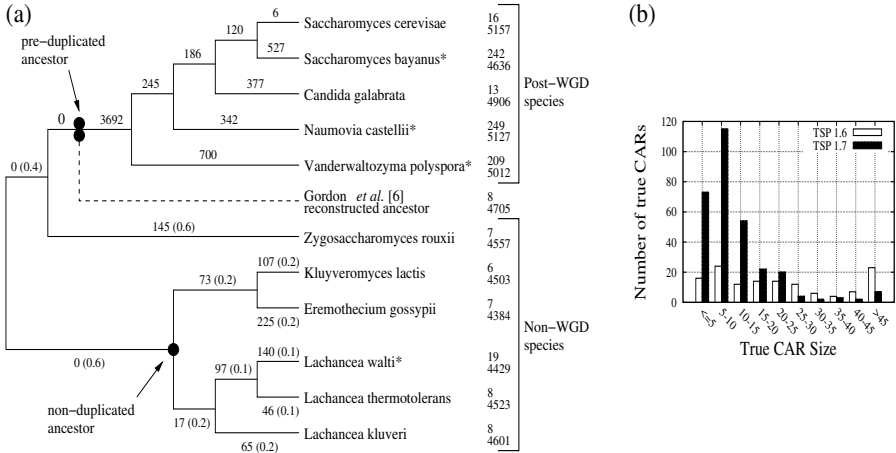 (a)
pre−duplicated
ancestor
0
3692
245
186
120
6
527
377
342
700
0 (0.4)
145 (0.6)
Saccharomyces cerevisae
16
5157
Saccharomyces bayanus*
242
4636
Candida galabrata
13
4906
Naumovia castellii*
249
5127
Vanderwaltozyma polyspora*
209
5012
Post−WGD
species
Gordon et al. [6]
reconstructed ancestor
8
4705
Zygosaccharomyces rouxii
7
4557
107 (0.2)
Kluyveromyces lactis
6
4503
73 (0.2)
Eremothecium gossypii
7
4384
225 (0.2)
Non−WGD
species
0 (0.6)
140 (0.1)
Lachancea walti*
19
4429
97 (0.1)
Lachancea thermotolerans
8
4523
46 (0.1)
17 (0.2)
Lachancea kluveri
8
4601
65 (0.2)
non−duplicated
ancestor
(b)
Number of true CARs
120
100
80
60
40
20
0
TSP 1.6
TSP 1.7
<=5
5-10
10-15
15-20
20-25
25-30
30-35
35-40
40-45
>45
True CAR Size